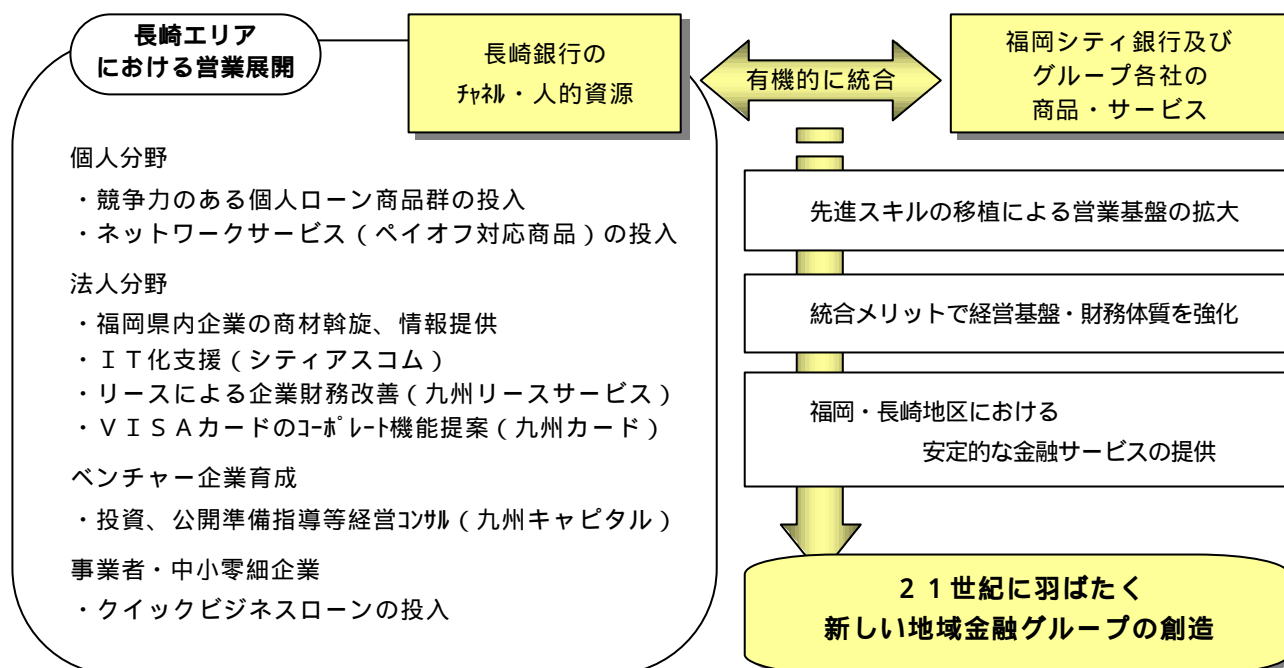 長崎エリア
における営業展開
長崎銀行の
ﾁｬﾈﾙ・人的資源
有機的に統合
福岡シティ銀行及び
グループ各社の
商品・サービス
個人分野
・競争力のある個人ローン商品群の投入
・ネットワークサービス（ペイオフ対応商品）の投入
法人分野
・福岡県内企業の商材斡旋、情報提供
・ＩＴ化支援（シティアスコム）
・リースによる企業財務改善（九州リースサービス）
・ＶＩＳＡカードのｺｰﾎﾟﾚｰﾄ機能提案（九州カード）
ベンチャー企業育成
・投資、公開準備指導等経営ｺﾝｻﾙ（九州キャピタル）
事業者・中小零細企業
・クイックビジネスローンの投入
先進スキルの移植による営業基盤の拡大
統合メリットで経営基盤・財務体質を強化
福岡・長崎地区における
安定的な金融サービスの提供
２１世紀に羽ばたく
新しい地域金融グループの創造